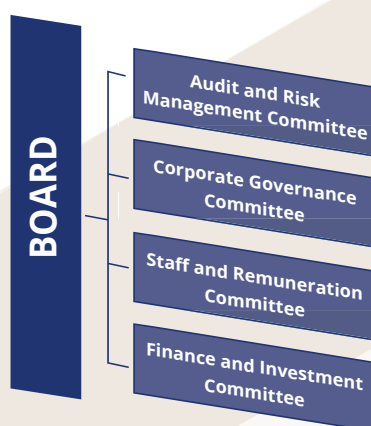 BOARD
Audit and Risk
Management Committee
Corporate Governance
Committee
Staff and Remuneration
Committee
Finance and Investment
Committee